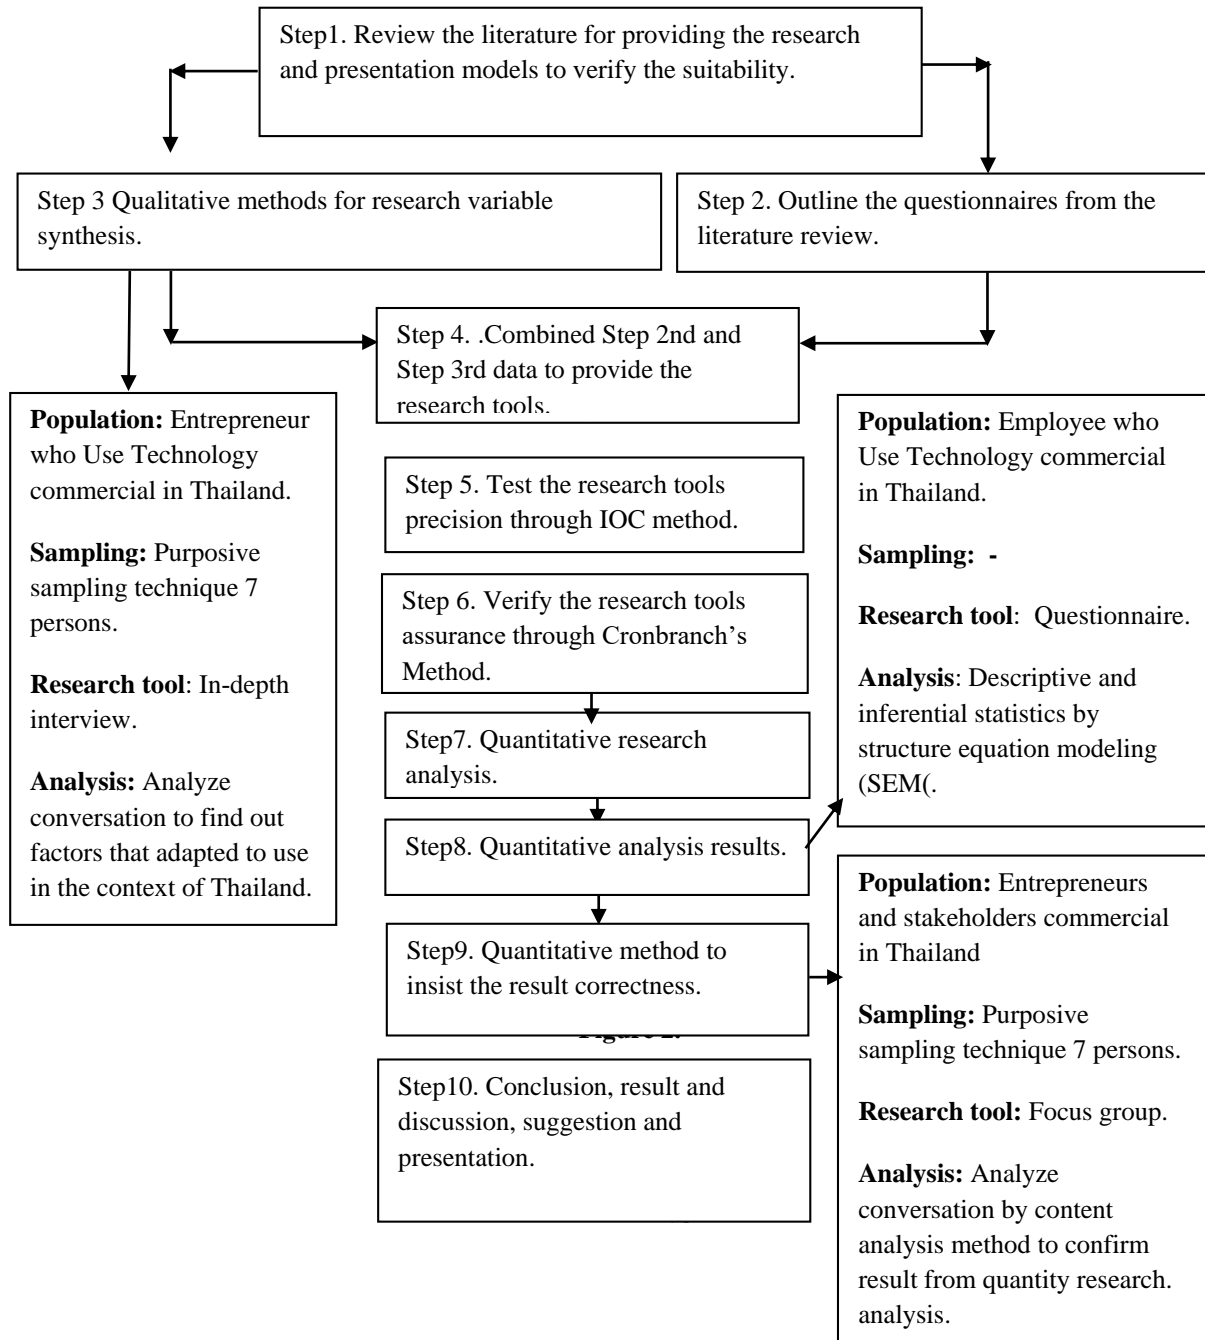 Step1. Review the literature for providing the research
and presentation models to verify the suitability.
Step 3 Qualitative methods for research variable
synthesis.
Step 2. Outline the questionnaires from the
literature review.
Step 4. .Combined Step 2nd and
Step 3rd data to provide the
research tools.
Population: Entrepreneur
who Use Technology
commercial in Thailand.
Sampling: Purposive
sampling technique 7
persons.
Research tool: In-depth
interview.
Analysis: Analyze
conversation to find out
factors that adapted to use
in the context of Thailand.
Step 5. Test the research tools
precision through IOC method.
Step 6. Verify the research tools
assurance through Cronbranch's
Method.
Step7. Quantitative research
analysis.
Step8. Quantitative analysis results.
Step9. Quantitative method to
insist the result correctness.
Figure 2.
Step10. Conclusion, result and
discussion, suggestion and
presentation.
Population: Employee who
Use Technology commercial
in Thailand.
Sampling: -
Research tool: Questionnaire.
Analysis: Descriptive and
inferential statistics by
structure equation modeling
(SEM(.
Population: Entrepreneurs
and stakeholders commercial
in Thailand
Sampling: Purposive
sampling technique 7 persons.
Research tool: Focus group.
Analysis: Analyze
conversation by content
analysis method to confirm
result from quantity research.
analysis.